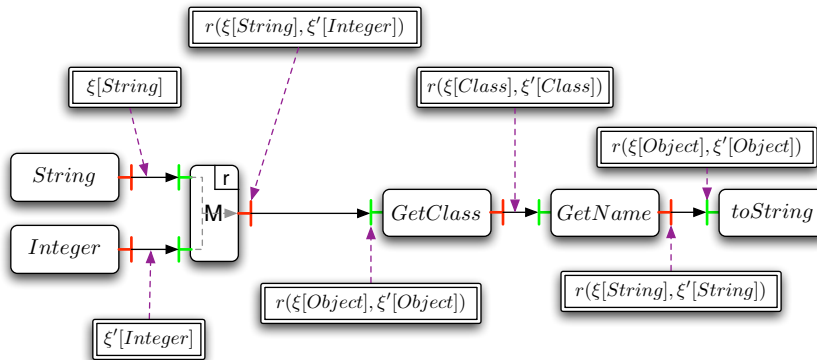 r(ξ[String], ξ′[Integer])
ξ[String]
r(ξ[Class], ξ′[Class])
r(ξ[Object], ξ′[Object])
String
r
M
GetClass
GetName
toString
Integer
r(ξ[Object], ξ′[Object])
r(ξ[String], ξ′[String])
ξ′[Integer]